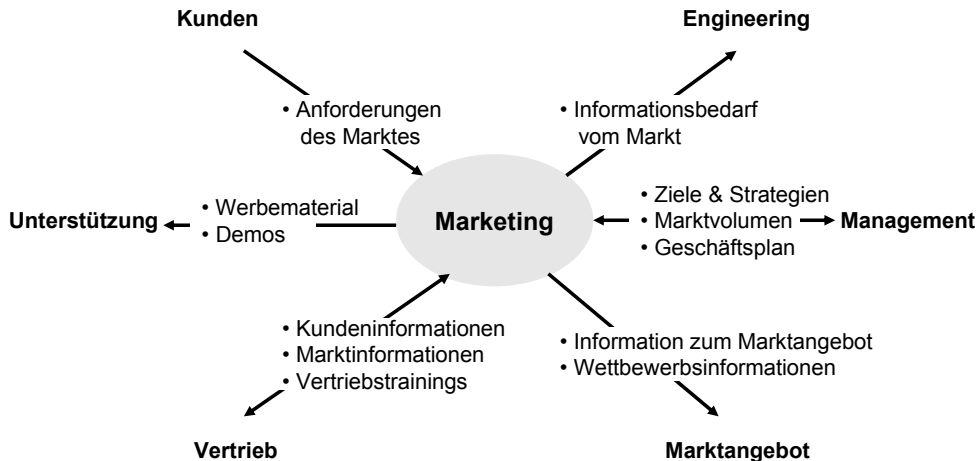 Kunden
Engineering
• Anforderungen
des Marktes
• Informationsbedarf
vom Markt
Unterstützung
• Werbematerial
• Demos
Marketing
• Ziele & Strategien
• Marktvolumen
• Geschäftsplan
Management
• Kundeninformationen
• Marktinformationen
• Vertriebstrainings
• Information zum Marktangebot
• Wettbewerbsinformationen
Vertrieb
Marktangebot